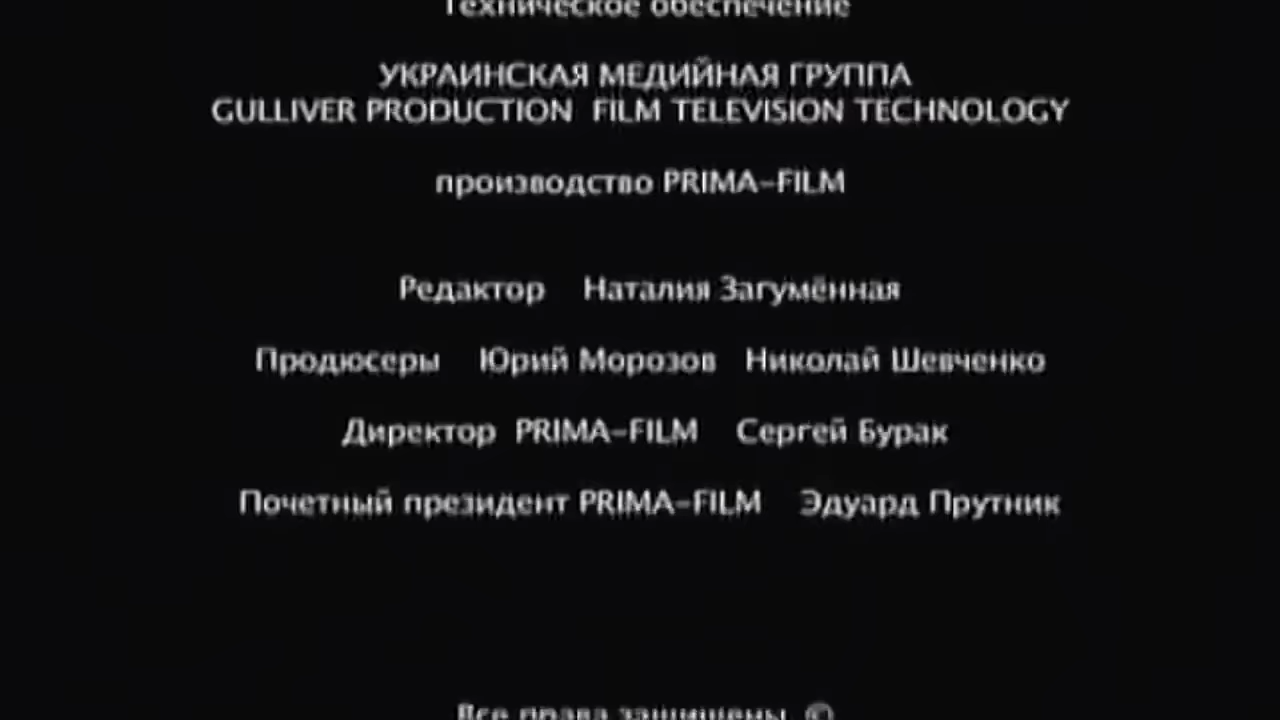 Техническое обеспечение
УКРАИНСКАЯ МЕДИЙНАЯ ГРУППА
GULLIVER PRODUCTION FILM TELEVISION TECHNOLOGY
производство PRIMA-FILM
Редактор Наталия Загумённая
Продюсеры Юрий Морозов Николай Шевченко
Директор PRIMA-FILM Сергей Бурак
Почетный президент PRIMA-FILM Эдуард Прутник
Все права защищены ©